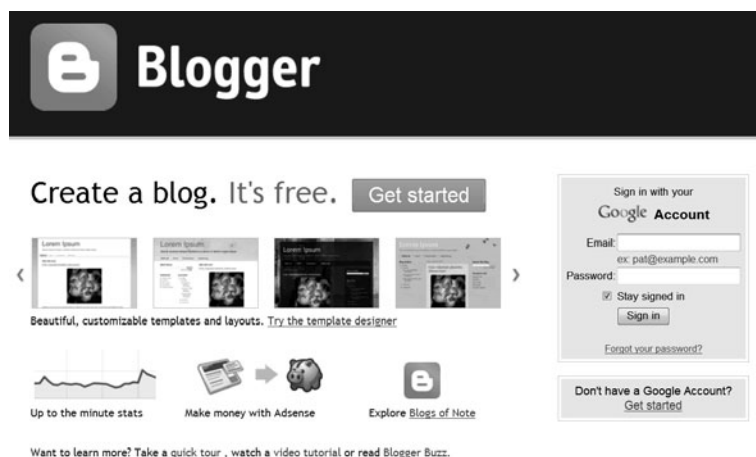 Blogger
Create a blog. It's free. Get started
Lorem Ipsum
Lorem Ipsum
Lorem Ipsum
Lorem Ipsum
Beautiful, customizable templates and layouts. Try the template designer
Up to the minute stats
Make money with Adsense
Explore Blogs of Note
Want to learn more? Take a quick tour , watch a video tutorial or read Blogger Buzz.
Sign in with your
Google Account
Email:
ex: pat@example.com
Password:
Stay signed in
Sign in
Forgot your password?
Don't have a Google Account?
Get started